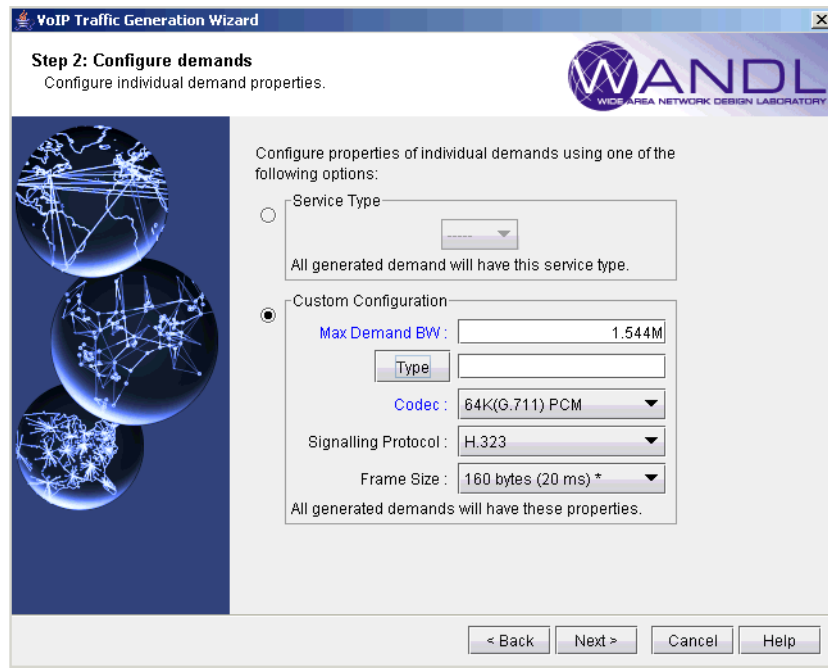 VoIP Traffic Generation Wizard
Step 2: Configure demands
Configure individual demand properties.
WANDL
WIDE AREA NETWORK DESIGN LABORATORY
Configure properties of individual demands using one of the
following options:
Service Type
-----
All generated demand will have this service type.
Custom Configuration
Max Demand BW : 1.544M
Type
Codec : 64K(G.711) PCM
Signalling Protocol : H.323
Frame Size : 160 bytes (20 ms) *
All generated demands will have these properties.
< Back Next > Cancel Help